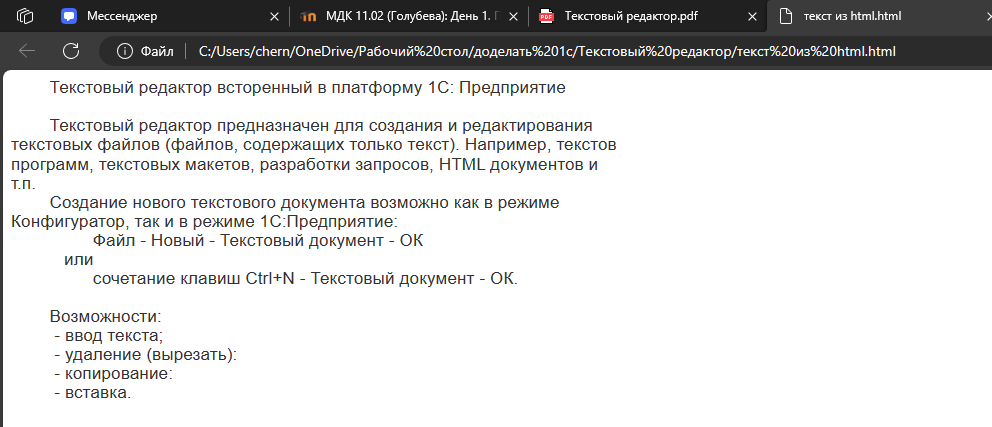 Мессенджер
МДК 11.02 (Голубева): День 1. П
Текстовый редактор.pdf
текст из html.html
Файл
C:/Users/chern/OneDrive/Рабочий%20стол/доделать%201с/Текстовый%20редактор/текст%20из%20html.html
Текстовый редактор всторенный в платформу 1С: Предприятие
Текстовый редактор предназначен для создания и редактирования
текстовых файлов (файлов, содержащих только текст). Например, текстов
программ, текстовых макетов, разработки запросов, HTML документов и
т.п.
Создание нового текстового документа возможно как в режиме
Конфигуратор, так и в режиме 1С:Предприятие:
Файл - Новый - Текстовый документ - ОК
или
сочетание клавиш Ctrl+N - Текстовый документ - ОК.
Возможности:
- ввод текста;
- удаление (вырезать):
- копирование:
- вставка.